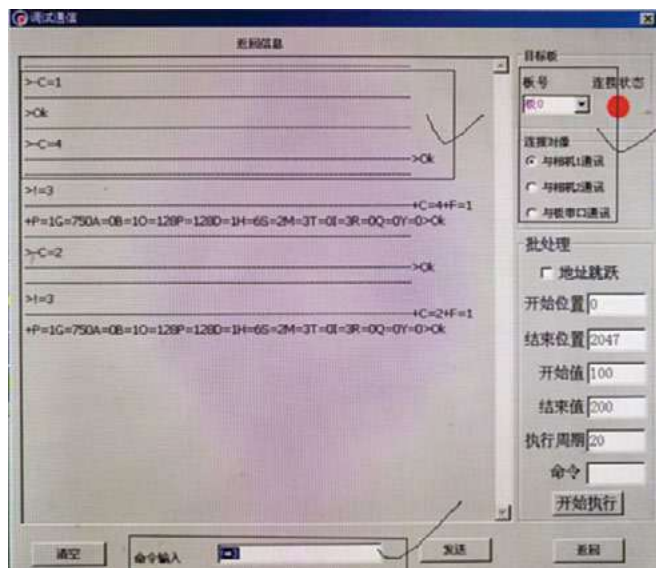 调试通信
返回信息
>-C=1
>Ok
>-C=4
>Ok
>!=3
+C=4+F=1
+P=1G=750A=0B=1O=128P=128D=1H=6S=2M=3T=0I=3R=0Q=0Y=0>Ok
>-C=2
>Ok
>!=3
+C=2+F=1
+P=1G=750A=0B=1O=128P=128D=1H=6S=2M=3T=0I=3R=0Q=0Y=0>Ok
清空
命令输入
发送
目标板
板号 连接状态
板0
连接对像
与相机1通讯
与相机2通讯
与板串口通讯
批处理
地址跳跃
开始位置 0
结束位置 2047
开始值 100
结束值 200
执行周期 20
命令
开始执行
返回